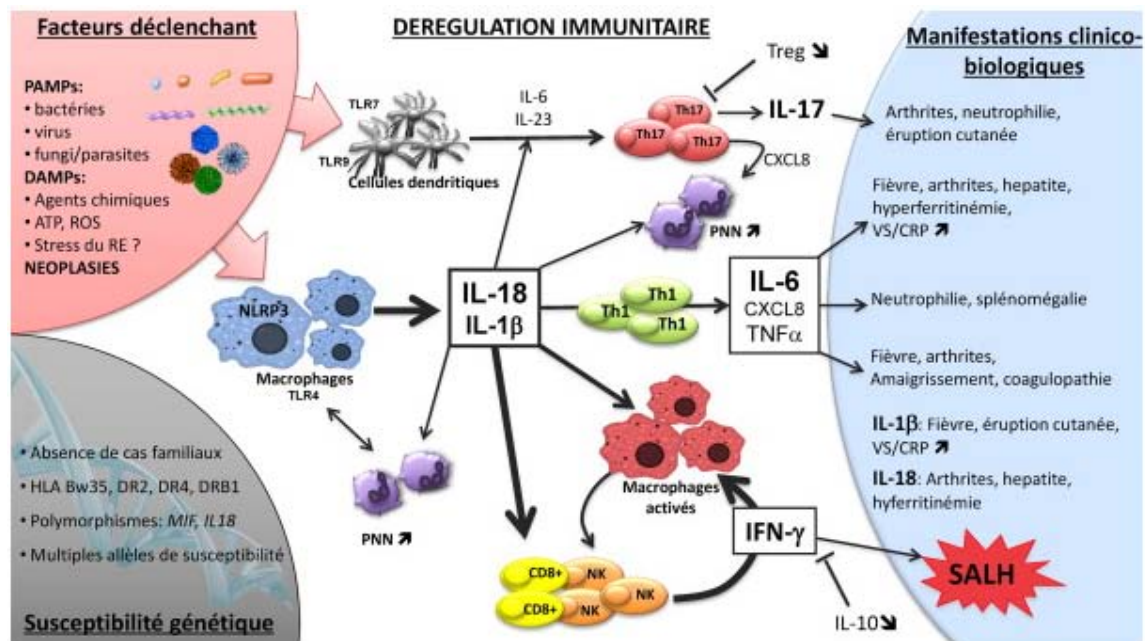 Facteurs déclenchant
PAMPs:
• bactéries
• virus
• fungi/parasites
DAMPs:
• Agents chimiques
• ATP, ROS
• Stress du RE ?
NEOPLASIES
DEREGULATION IMMUNITAIRE
Treg ↘
TLR7
TLR9
Cellules dendritiques
IL-6
IL-23
Th17
Th17
Th17
IL-17
CXCL8
PNN ↗
NLRP3
Macrophages
TLR4
IL-18
IL-1β
Th1
Th1
Th1
IL-6
CXCL8
TNFα
PNN ↗
Macrophages
activés
CD8+
NK
CD8+
NK
NK
IFN-γ
IL-10↘
Manifestations clinico-
biologiques
Arthrites, neutrophilie,
éruption cutanée
Fièvre, arthrites, hepatite,
hyperferritinémie,
VS/CRP ↗
Neutrophilie, splénomégalie
Fièvre, arthrites,
Amaigrissement, coagulopathie
IL-1β: Fièvre, éruption cutanée,
VS/CRP ↗
IL-18: Arthrites, hepatite,
hyferritinémie
SALH
• Absence de cas familiaux
• HLA Bw35, DR2, DR4, DRB1
• Polymorphismes: MIF, IL18
• Multiples allèles de susceptibilité
Susceptibilité génétique